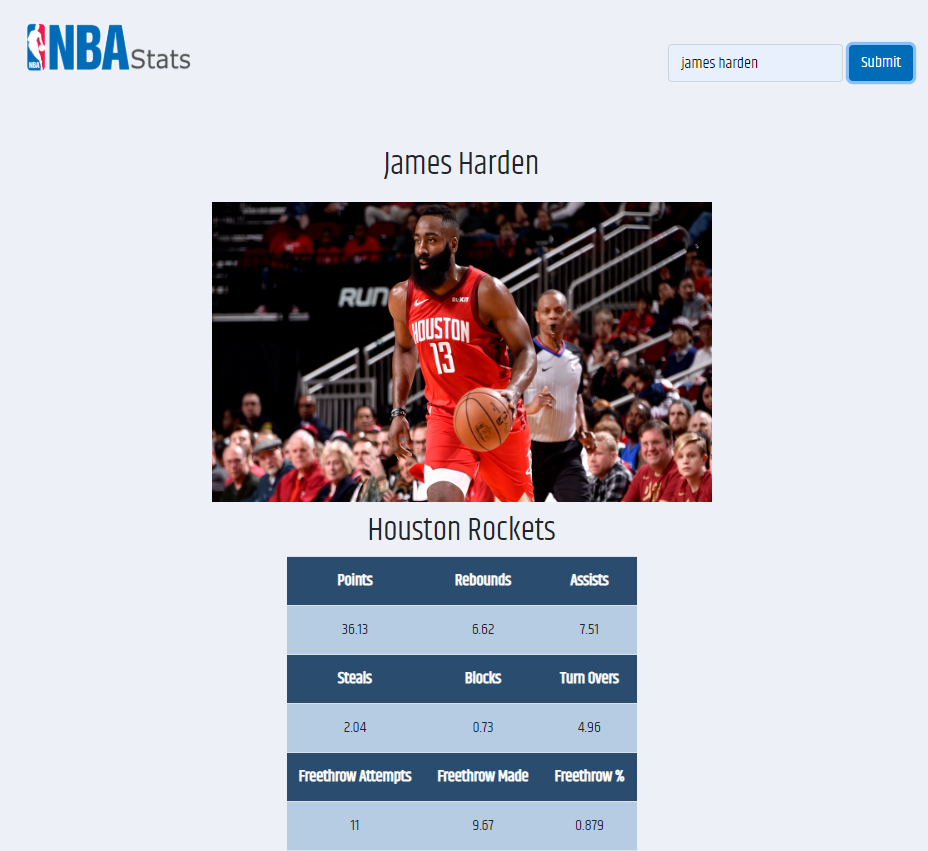 NBA
NBA Stats
james harden
Submit
James Harden
RUN
HOUSTON
13
Houston Rockets
Points Rebounds Assists
36.13 6.62 7.51
Steals Blocks Turn Overs
2.04 0.73 4.96
Freethrow Attempts Freethrow Made Freethrow %
11 9.67 0.879